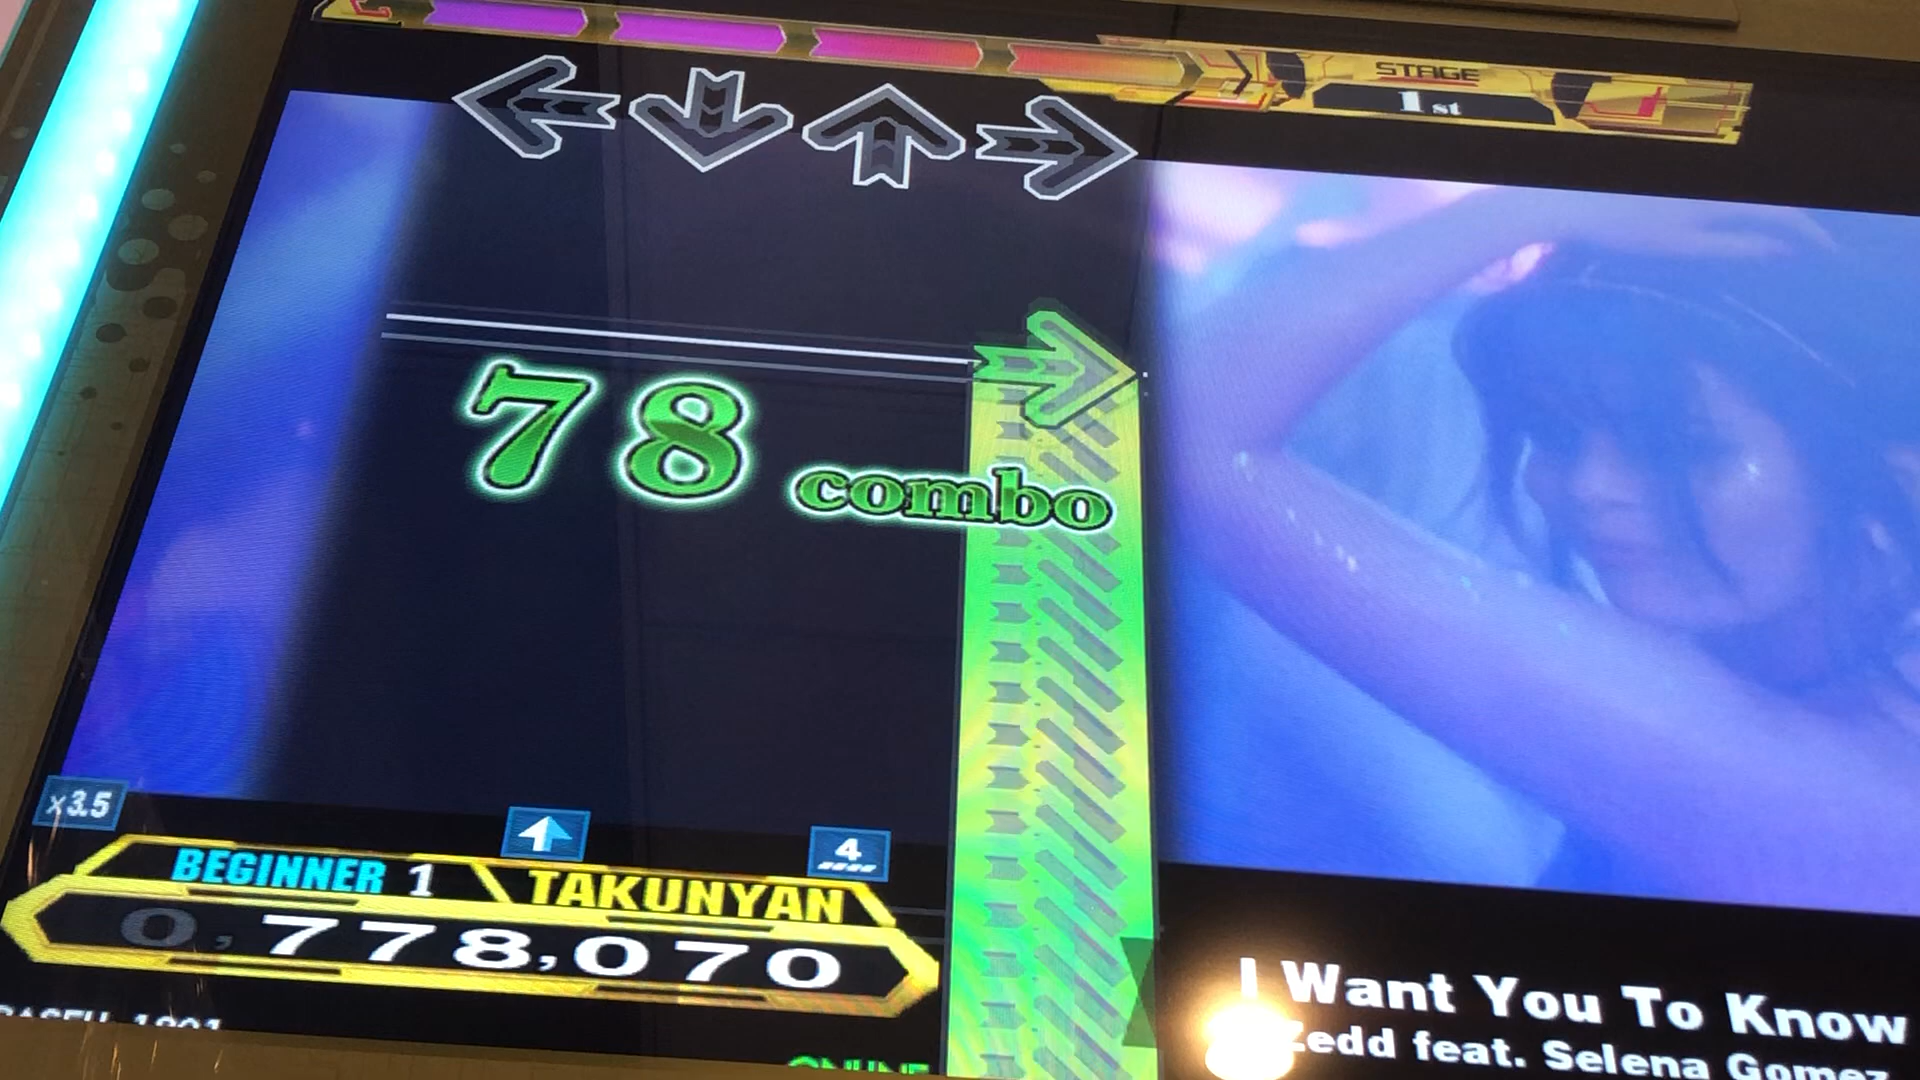 STAGE
1st
78 combo
x3.5
4
BEGINNER 1
TAKUNYAN
0,778,070
I Want You To Know
Zedd feat. Selena Gomez